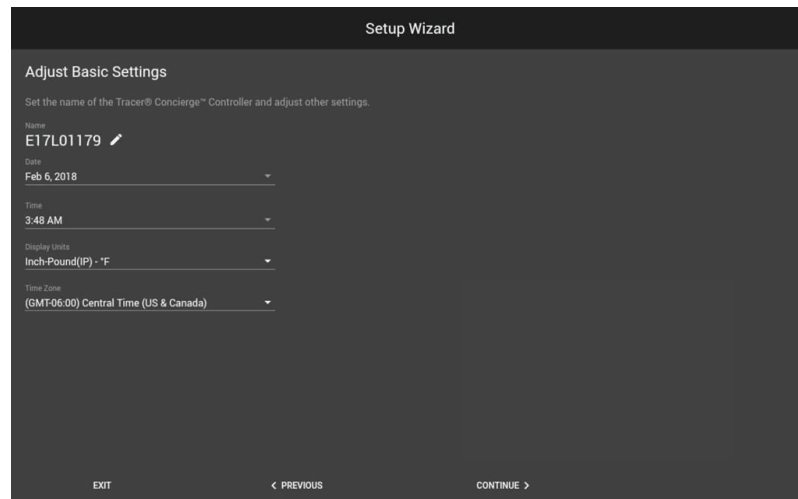 Setup Wizard
Adjust Basic Settings
Set the name of the Tracer® Concierge™ Controller and adjust other settings.
Name
E17L01179
Date
Feb 6, 2018
Time
3:48 AM
Display Units
Inch-Pound(IP) - °F
Time Zone
(GMT-06:00) Central Time (US & Canada)
EXIT < PREVIOUS CONTINUE >